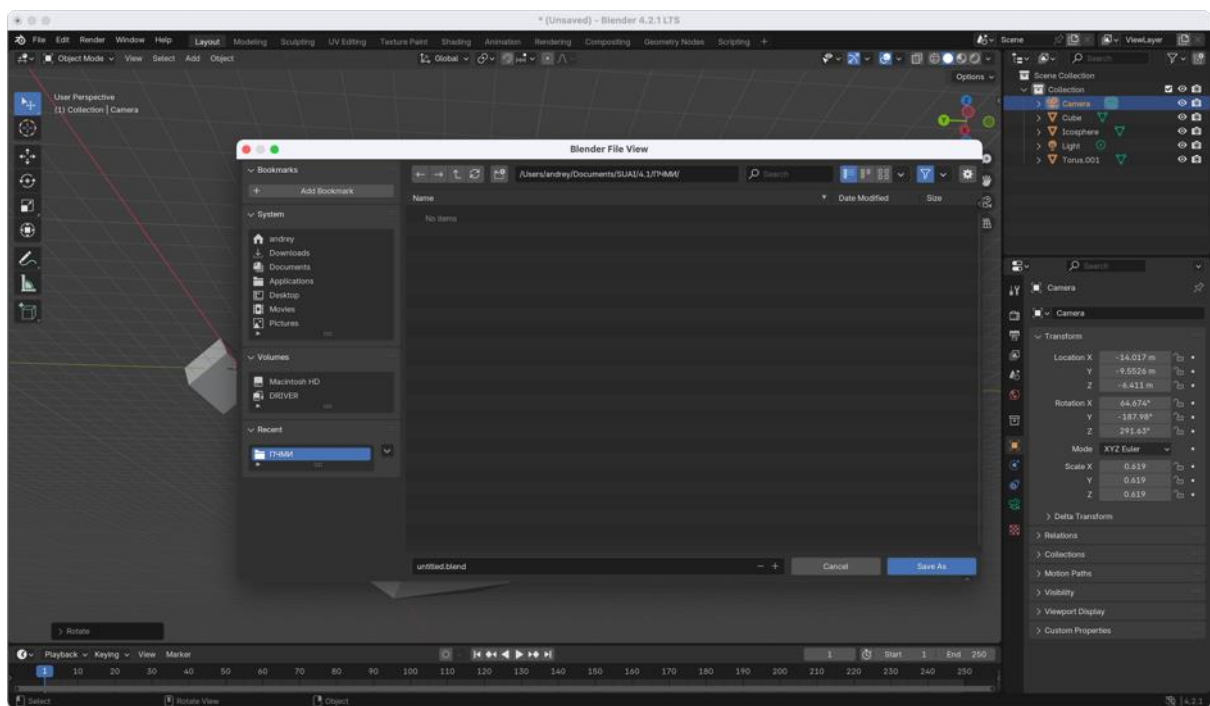 * (Unsaved) - Blender 4.2.1 LTS
File Edit Render Window Help Layout Modeling Sculpting UV Editing Texture Paint Shading Animation Rendering Compositing Geometry Nodes Scripting + Scene ViewLayer
Object Mode View Select Add Object Global Search
Options
User Perspective
(1) Collection | Camera
Scene Collection
Collection
Camera
Cube
Icosphere
Light
Torus.001
Blender File View
Bookmarks
Add Bookmark
System
andrey
Downloads
Documents
Applications
Desktop
Movies
Pictures
Volumes
Macintosh HD
DRIVER
Recent
ПЧМИ
/Users/andrey/Documents/SUAI/4.1/ПЧМИ/ Search
Name Date Modified Size
No items
untitled.blend - + Cancel Save As
Search
Camera
Camera
Transform
Location X -14.017 m
Y -9.5526 m
Z -6.411 m
Rotation X 64.674°
Y -187.98°
Z 291.63°
Mode XYZ Euler
Scale X 0.619
Y 0.619
Z 0.619
Delta Transform
Relations
Collections
Motion Paths
Visibility
Viewport Display
Custom Properties
Rotate
Playback Keying View Marker 1 Start 1 End 250
1 10 20 30 40 50 60 70 80 90 100 110 120 130 140 150 160 170 180 190 200 210 220 230 240 250
Select Rotate View Object 4.2.1